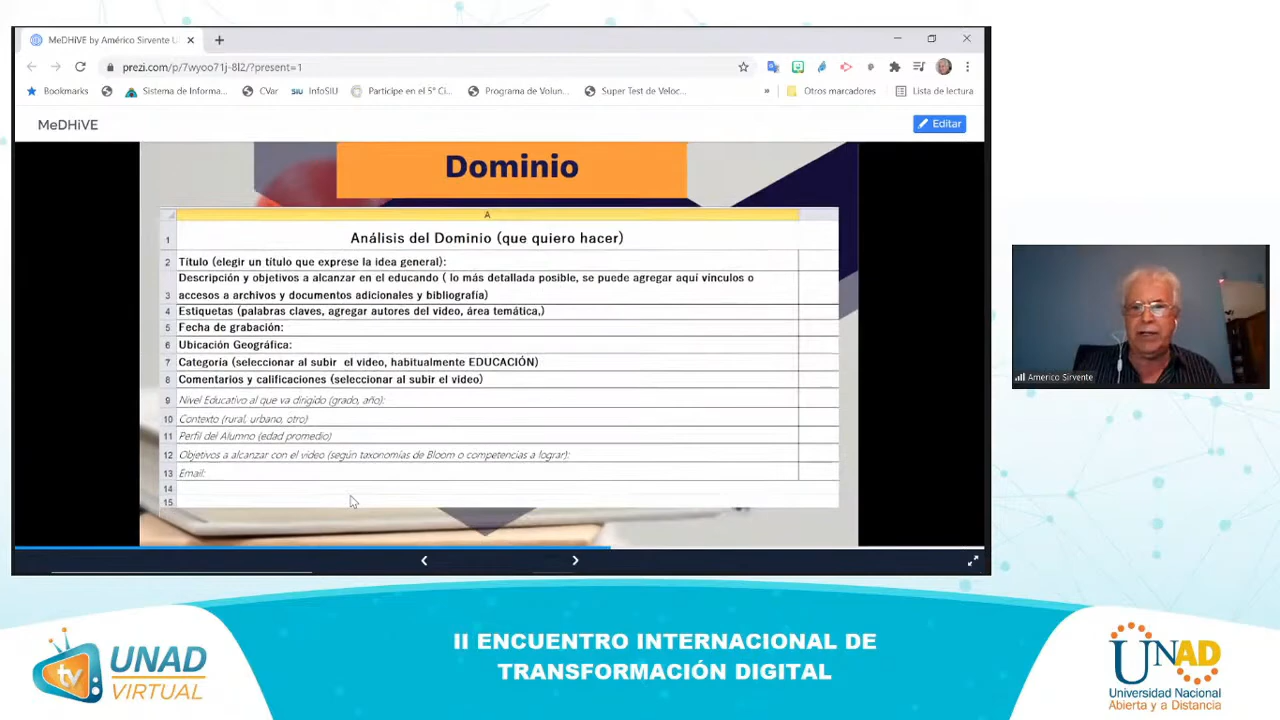 MeDHiVE by Américo Sirvente U
prezi.com/p/7wyoo71j-8l2/?present=1
Bookmarks
Sistema de Informa...
CVar
SIU InfoSIU
Participe en el 5° Ci...
Programa de Volun...
Super Test de Veloc...
»
Otros marcadores
Lista de lectura
MeDHiVE
Editar
Dominio
A
1 Análisis del Dominio (que quiero hacer)
2 Título (elegir un título que exprese la idea general):
Descripción y objetivos a alcanzar en el educando ( lo más detallada posible, se puede agregar aquí vínculos o
3 accesos a archivos y documentos adicionales y bibliografía)
4 Estiquetas (palabras claves, agregar autores del video, área temática,)
5 Fecha de grabación:
6 Ubicación Geográfica:
7 Categoría (seleccionar al subir el video, habitualmente EDUCACIÓN)
8 Comentarios y calificaciones (seleccionar al subir el video)
9 Nivel Educativo al que va dirigido (grado, año):
10 Contexto (rural, urbano, otro)
11 Perfil del Alumno (edad promedio)
12 Objetivos a alcanzar con el video (según taxonomías de Bloom o competencias a lograr):
13 Email:
14
15
Americo Sirvente
tv UNAD
VIRTUAL
II ENCUENTRO INTERNACIONAL DE
TRANSFORMACIÓN DIGITAL
UNAD
Universidad Nacional
Abierta y a Distancia